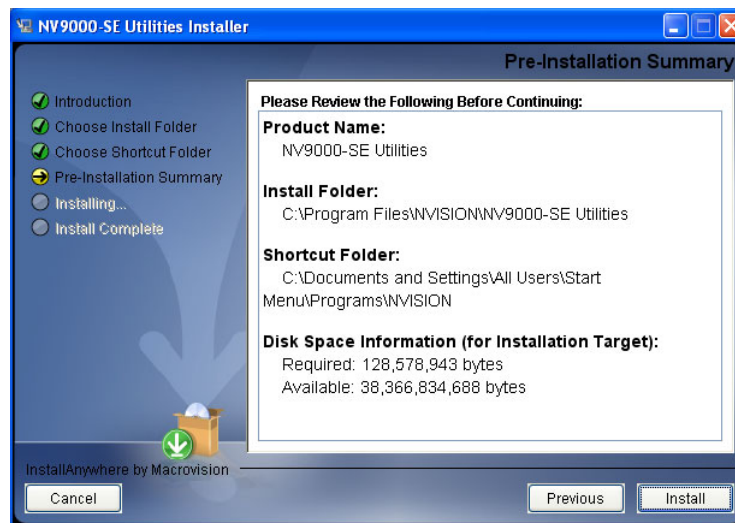 NV9000-SE Utilities Installer
Pre-Installation Summary
Introduction
Choose Install Folder
Choose Shortcut Folder
Pre-Installation Summary
Installing...
Install Complete
Please Review the Following Before Continuing:
Product Name:
NV9000-SE Utilities
Install Folder:
C:\Program Files\NVISION\NV9000-SE Utilities
Shortcut Folder:
C:\Documents and Settings\All Users\Start
Menu\Programs\NVISION
Disk Space Information (for Installation Target):
Required: 128,578,943 bytes
Available: 38,366,834,688 bytes
InstallAnywhere by Macrovision
Cancel
Previous
Install